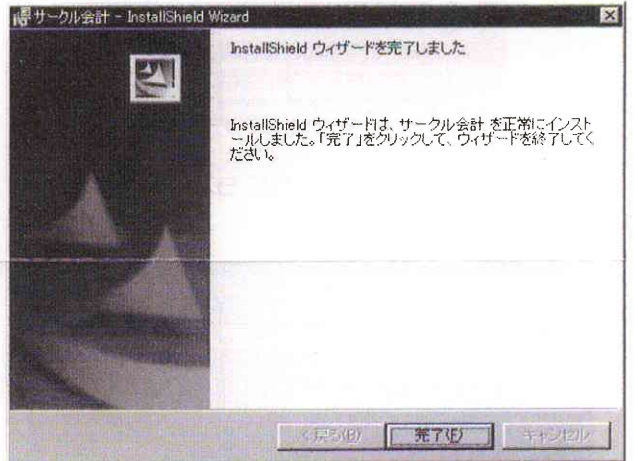 サークル会計 - InstallShield Wizard
InstallShield ウィザードを完了しました
InstallShield ウィザードは、サークル会計 を正常にインスト
ールしました。「完了」をクリックして、ウィザードを終了してく
ださい。
< 戻る(B)
完了(F)
キャンセル